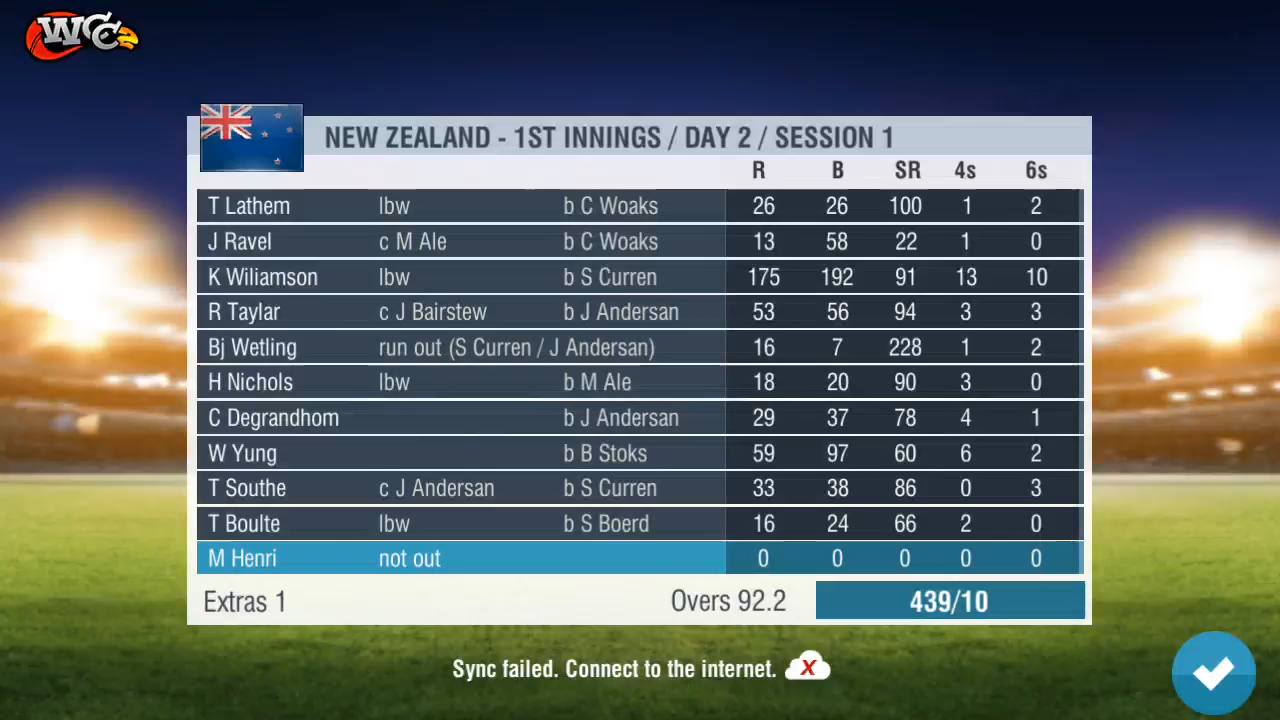 WCC
NEW ZEALAND - 1ST INNINGS / DAY 2 / SESSION 1
R B SR 4s 6s
T Lathem lbw b C Woaks 26 26 100 1 2
J Ravel c M Ale b C Woaks 13 58 22 1 0
K Wiliamson lbw b S Curren 175 192 91 13 10
R Taylar c J Bairstew b J Andersan 53 56 94 3 3
Bj Wetling run out (S Curren / J Andersan) 16 7 228 1 2
H Nichols lbw b M Ale 18 20 90 3 0
C Degrandhom b J Andersan 29 37 78 4 1
W Yung b B Stoks 59 97 60 6 2
T Southe c J Andersan b S Curren 33 38 86 0 3
T Boulte lbw b S Boerd 16 24 66 2 0
M Henri not out 0 0 0 0 0
Extras 1 Overs 92.2 439/10
Sync failed. Connect to the internet. X